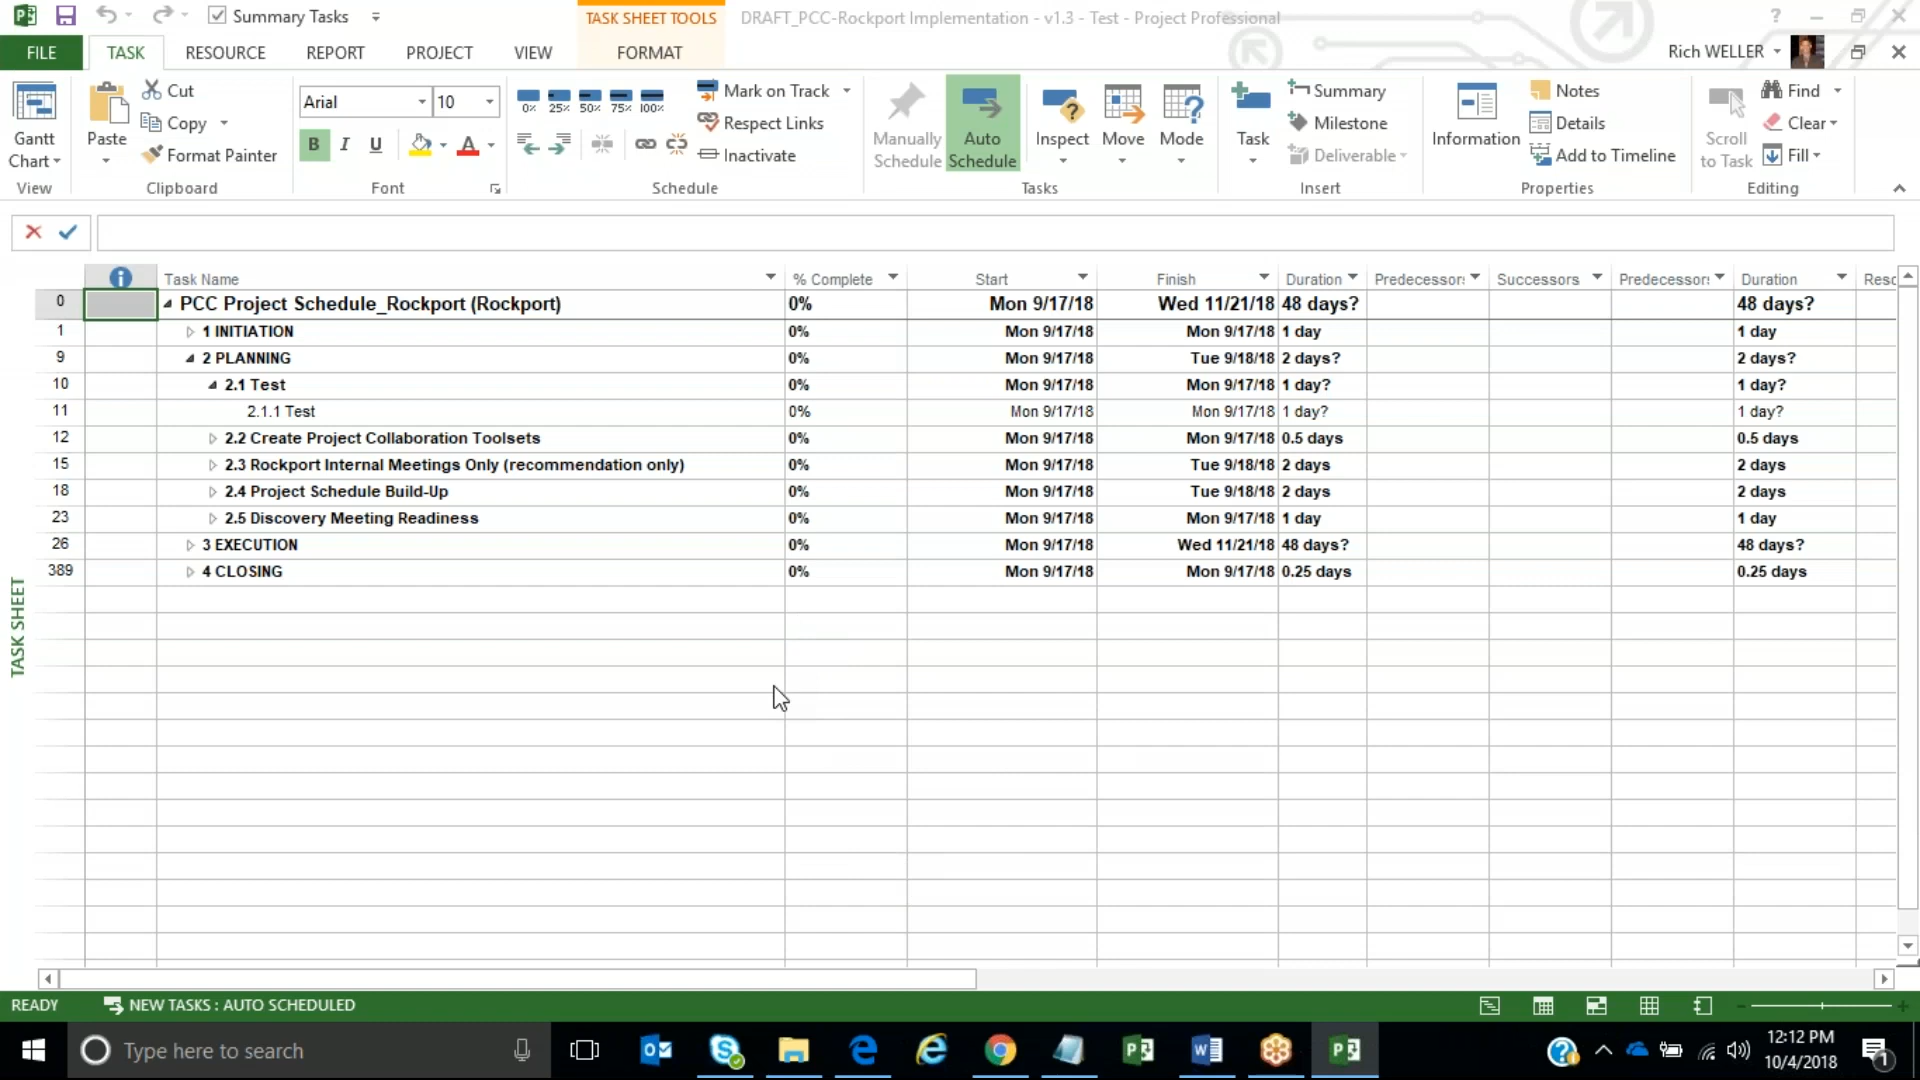 Summary Tasks
TASK SHEET TOOLS
DRAFT_PCC-Rockport Implementation - v1.3 - Test - Project Professional
?
FILE TASK RESOURCE REPORT PROJECT VIEW FORMAT
Rich WELLER
Gantt Chart
View
Paste
Cut
Copy
Format Painter
Clipboard
Arial 10
B I U A
Font
0% 25% 50% 75% 100%
Mark on Track
Respect Links
Inactivate
Schedule
Manually Schedule
Auto Schedule
Inspect
Move
Mode
Tasks
Task
Summary
Milestone
Deliverable
Insert
Information
Notes
Details
Add to Timeline
Properties
Scroll to Task
Find
Clear
Fill
Editing
Task Name % Complete Start Finish Duration Predecessors Successors Predecessors Duration Resc
0 PCC Project Schedule_Rockport (Rockport) 0% Mon 9/17/18 Wed 11/21/18 48 days? 48 days?
1 1 INITIATION 0% Mon 9/17/18 Mon 9/17/18 1 day 1 day
9 2 PLANNING 0% Mon 9/17/18 Tue 9/18/18 2 days? 2 days?
10 2.1 Test 0% Mon 9/17/18 Mon 9/17/18 1 day? 1 day?
11 2.1.1 Test 0% Mon 9/17/18 Mon 9/17/18 1 day? 1 day?
12 2.2 Create Project Collaboration Toolsets 0% Mon 9/17/18 Mon 9/17/18 0.5 days 0.5 days
15 2.3 Rockport Internal Meetings Only (recommendation only) 0% Mon 9/17/18 Tue 9/18/18 2 days 2 days
18 2.4 Project Schedule Build-Up 0% Mon 9/17/18 Tue 9/18/18 2 days 2 days
23 2.5 Discovery Meeting Readiness 0% Mon 9/17/18 Mon 9/17/18 1 day 1 day
26 3 EXECUTION 0% Mon 9/17/18 Wed 11/21/18 48 days? 48 days?
389 4 CLOSING 0% Mon 9/17/18 Mon 9/17/18 0.25 days 0.25 days
TASK SHEET
READY NEW TASKS : AUTO SCHEDULED
Type here to search
12:12 PM
10/4/2018
1